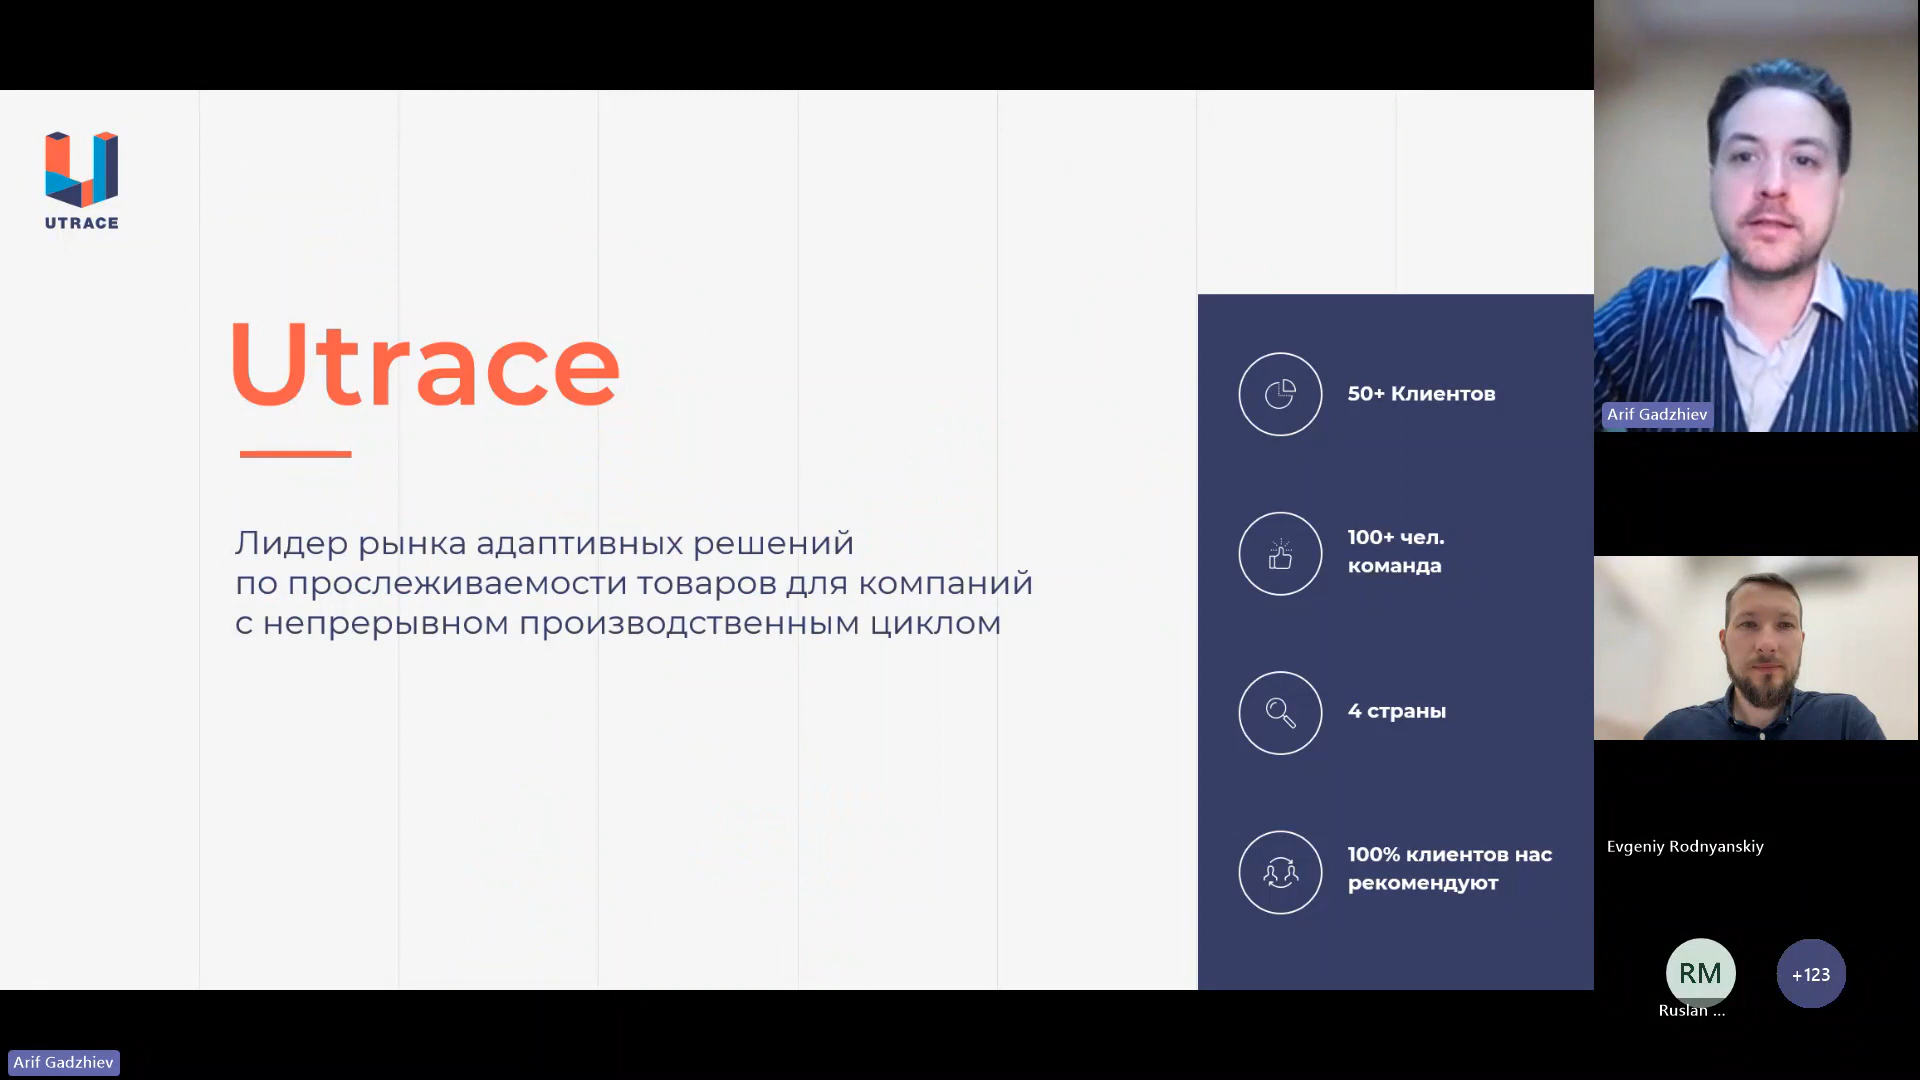 UTRACE
Utrace
Лидер рынка адаптивных решений
по прослеживаемости товаров для компаний
с непрерывном производственным циклом
50+ Клиентов
100+ чел.
команда
4 страны
100% клиентов нас
рекомендуют
Arif Gadzhiev
Evgeniy Rodnyanskiy
RM
+123
Ruslan ...
Arif Gadzhiev